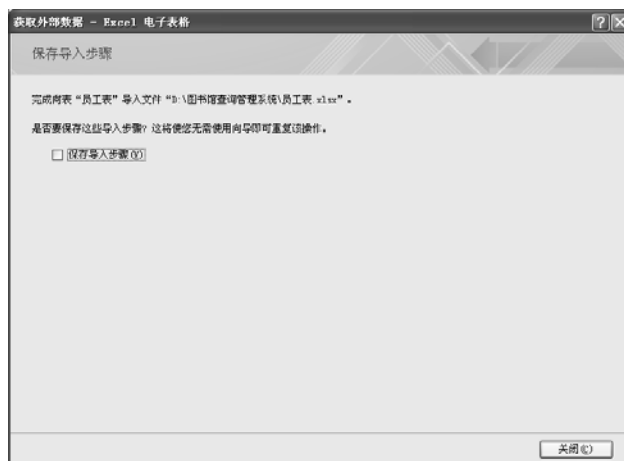 获取外部数据 - Excel 电子表格
保存导入步骤
完成向表“员工表”导入文件“D:\图书馆查询管理系统\员工表.xlsx”。
是否要保存这些导入步骤? 这将使您无需使用向导即可重复该操作。
保存导入步骤(V)
关闭(C)